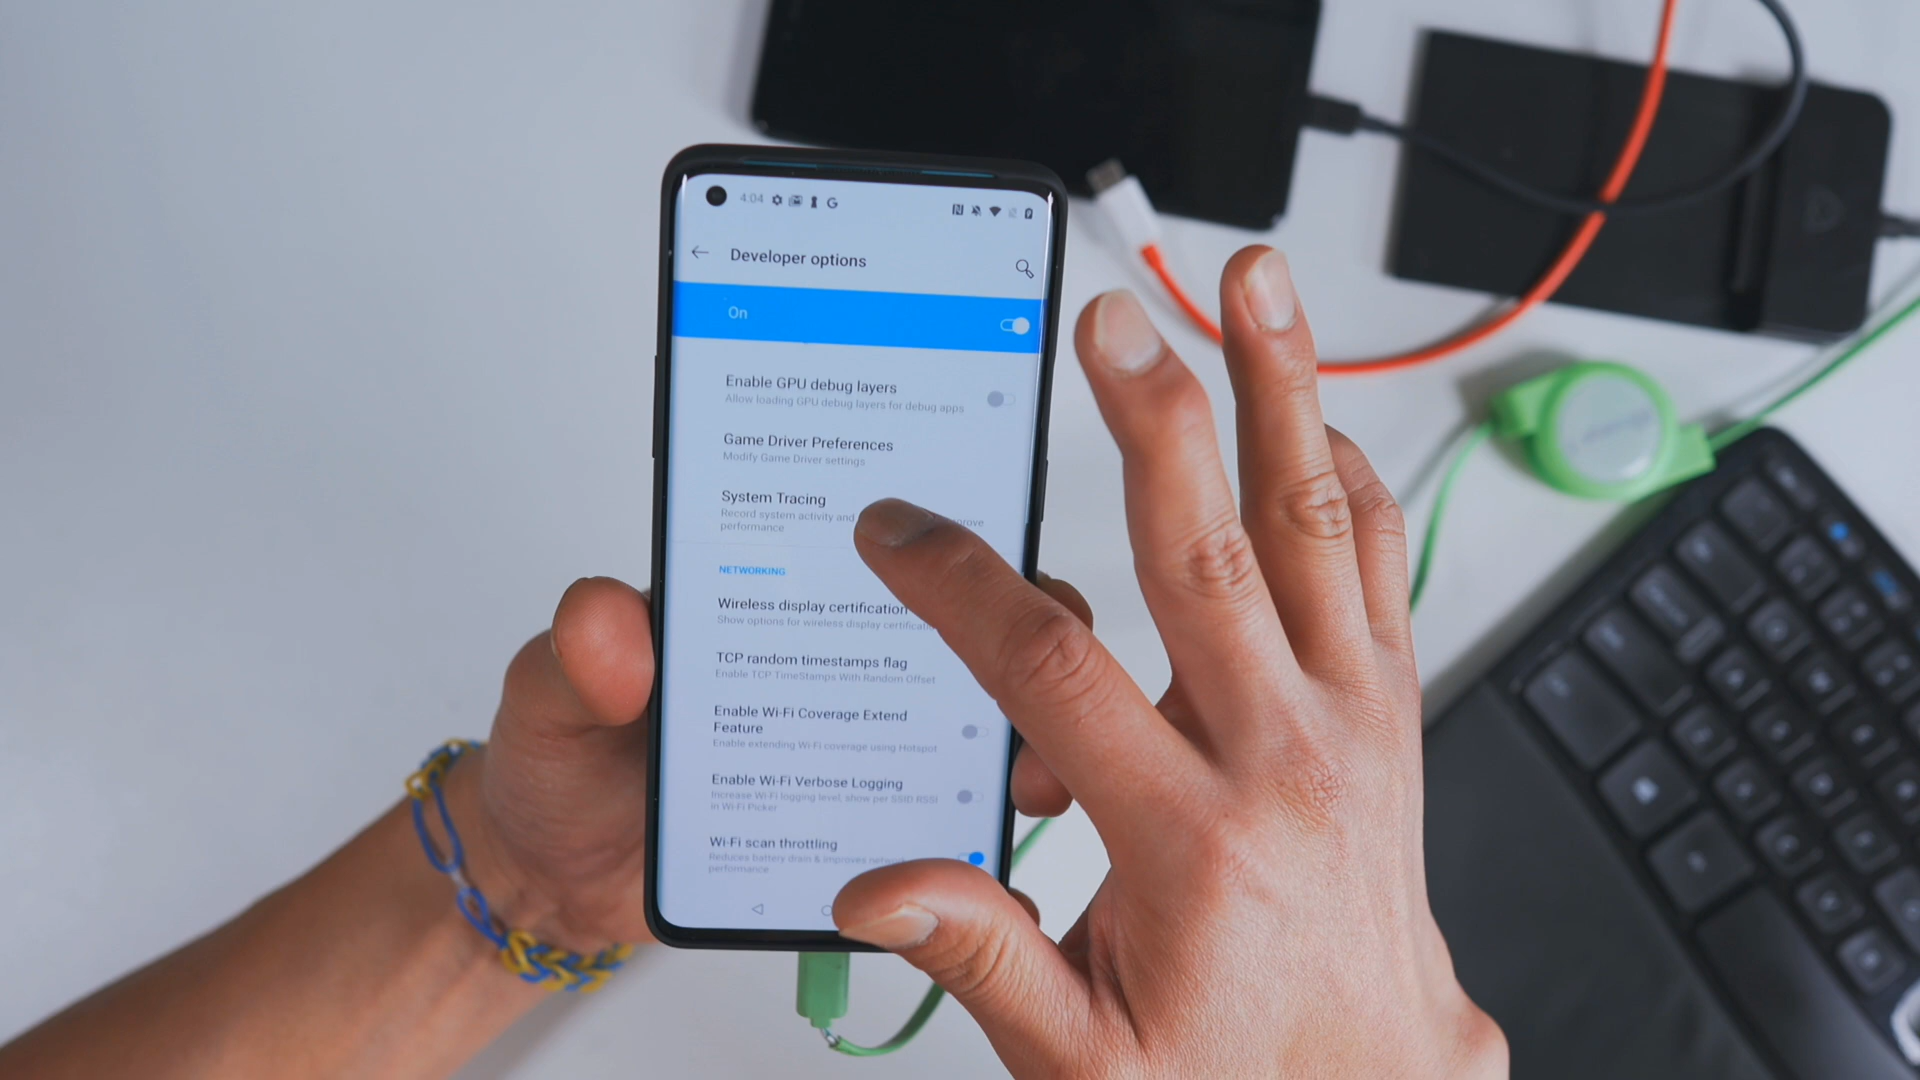 4:04
Developer options
On
Enable GPU debug layers
Allow loading GPU debug layers for debug apps
Game Driver Preferences
Modify Game Driver settings
System Tracing
Record system activity and
performance
NETWORKING
Wireless display certification
Show options for wireless display
TCP random timestamps flag
Enable TCP TimeStamps With Random Offset
Enable Wi-Fi Coverage Extend
Feature
Enable extending Wi-Fi coverage using Hotspot
Enable Wi-Fi Verbose Logging
Increase Wi-Fi logging level, show per SSID RSSI
in Wi-Fi Picker
Wi-Fi scan throttling
Reduces battery drain & improves
performance